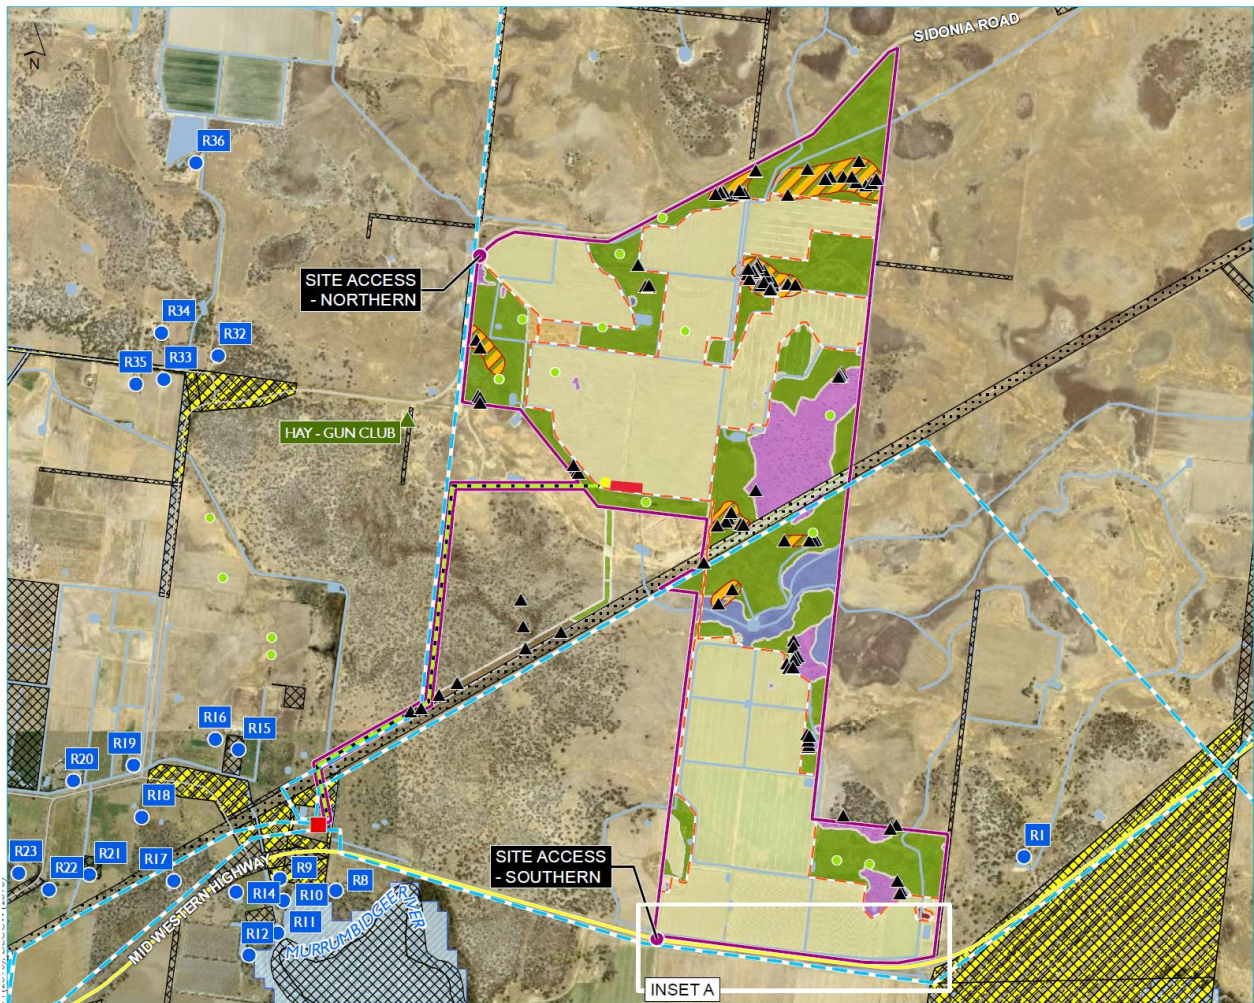 SIDONIA ROAD
N
R36
SITE ACCESS
- NORTHERN
R34
R32
R35
R33
HAY - GUN CLUB
R16
R15
R19
R20
R18
R1
R23
R22
R21
R17
MID WESTERN HIGHWAY
R9
R8
R14
R10
R11
R12
MURRUMBIDGEE
RIVER
SITE ACCESS
- SOUTHERN
INSET A